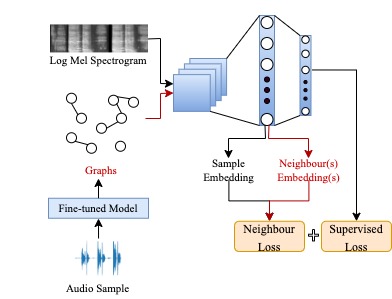 Log Mel Spectrogram
Graphs
Fine-tuned Model
Audio Sample
Sample
Embedding
Neighbour(s)
Embedding(s)
Neighbour
Loss
Supervised
Loss